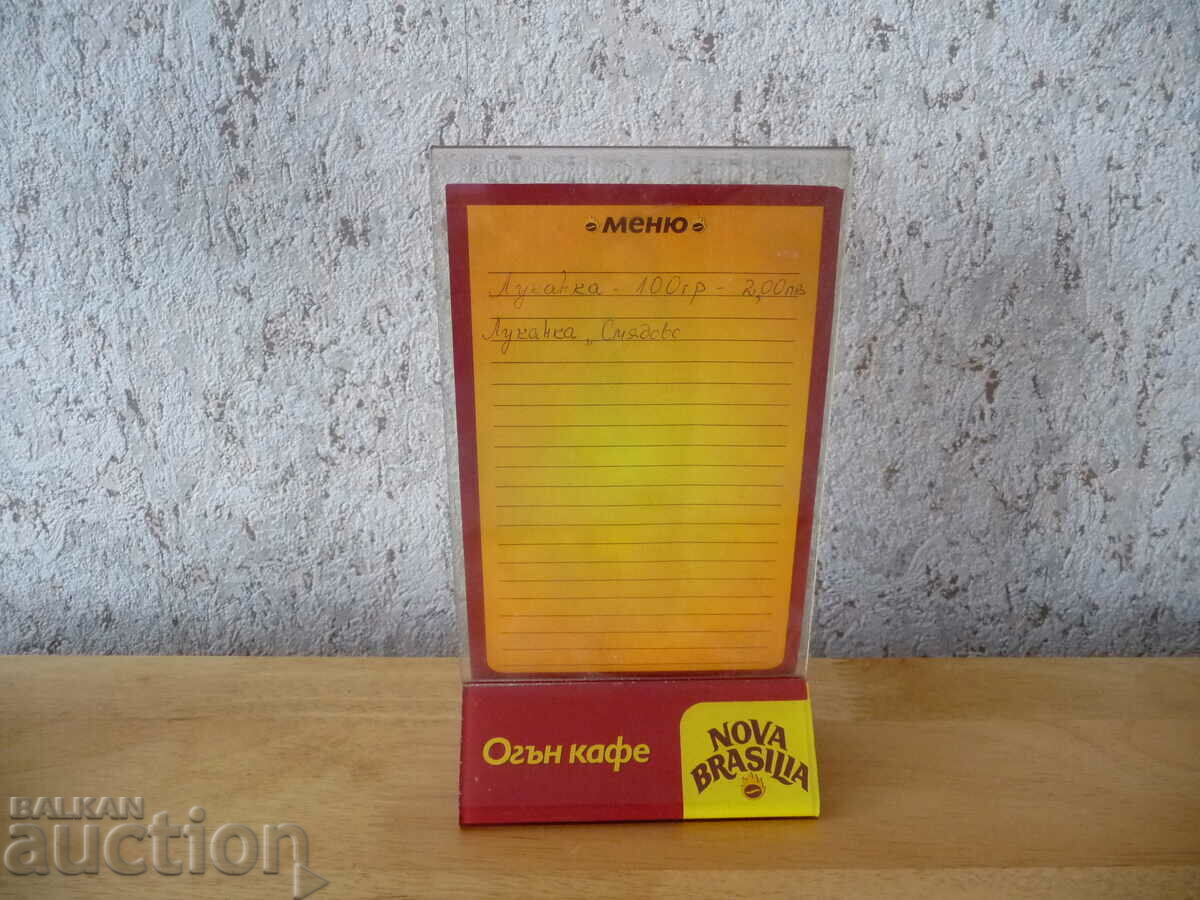 меню
Луканка - 100гр - 2,00лв
Луканка „Смядово
Огън кафе
NOVA
BRASILIA
BALKAN
auction